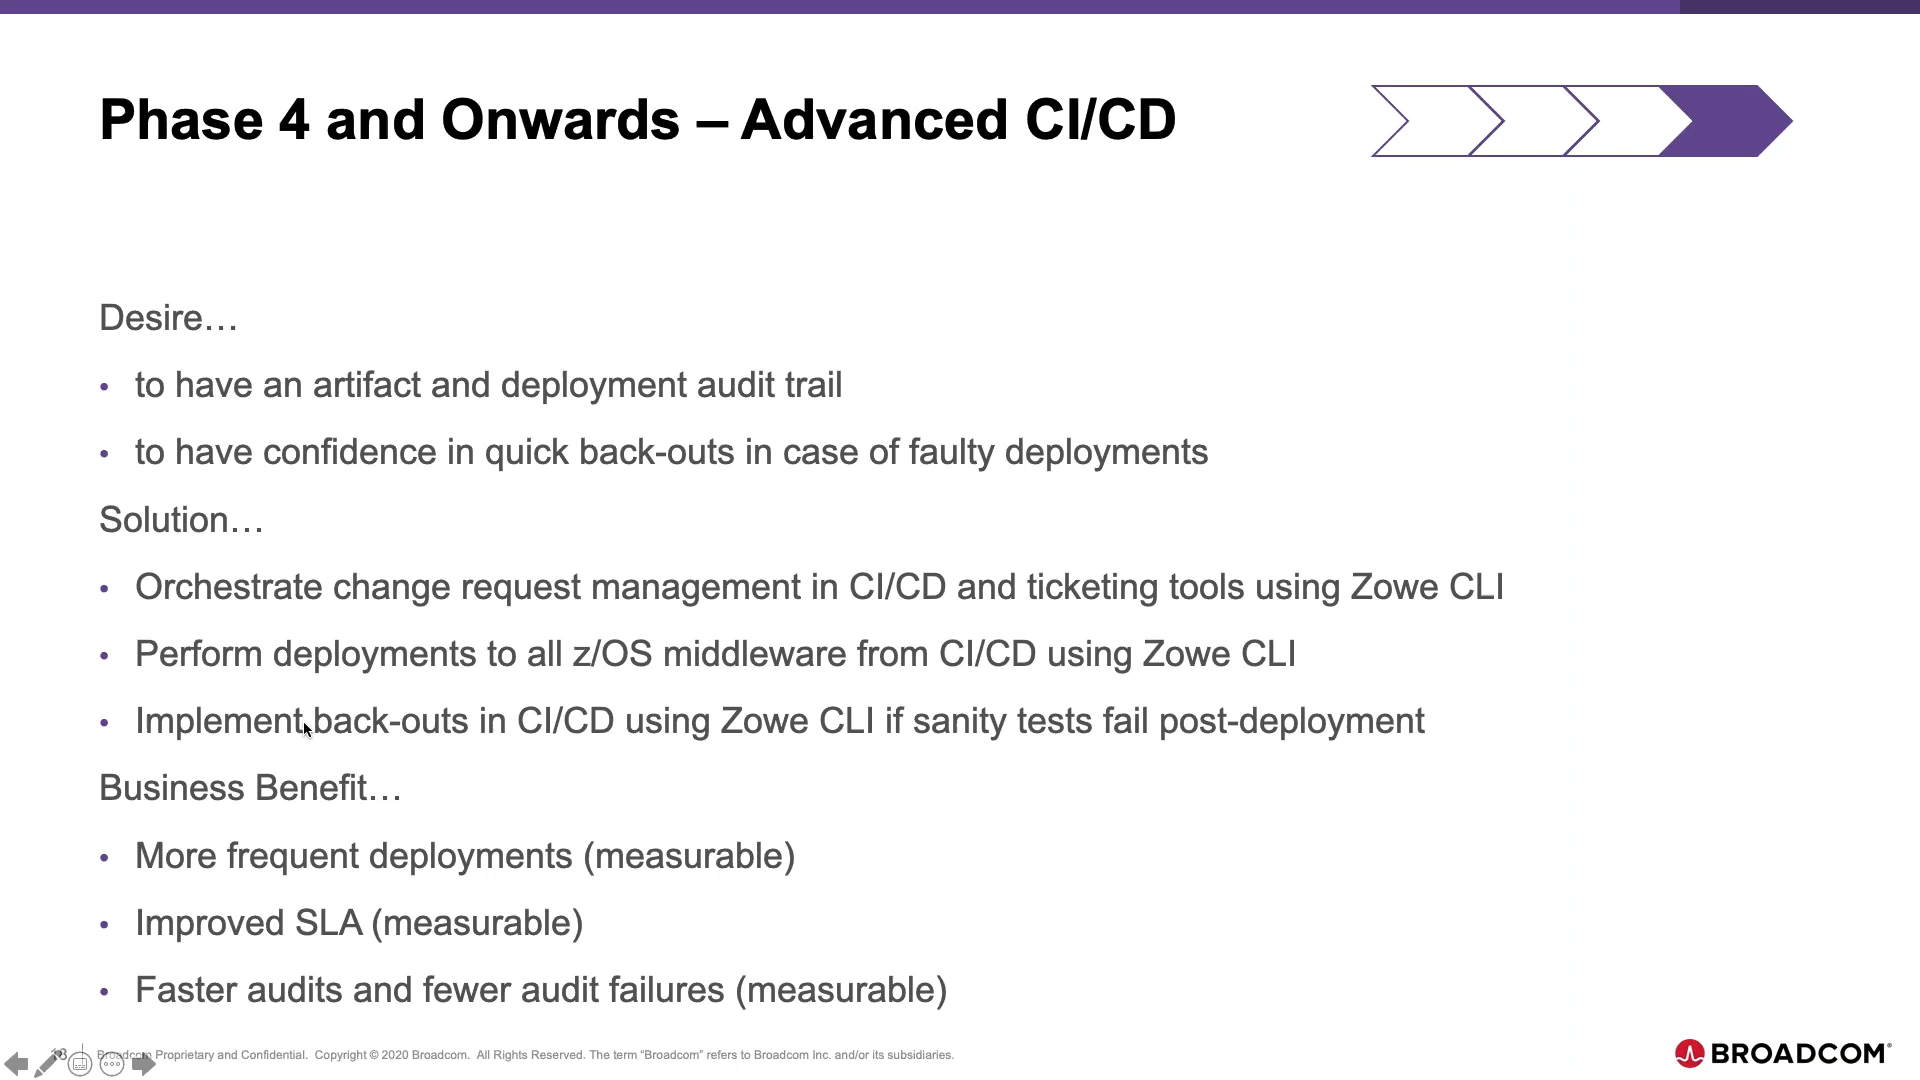 Phase 4 and Onwards – Advanced CI/CD
Desire…
• to have an artifact and deployment audit trail
• to have confidence in quick back-outs in case of faulty deployments
Solution…
• Orchestrate change request management in CI/CD and ticketing tools using Zowe CLI
• Perform deployments to all z/OS middleware from CI/CD using Zowe CLI
• Implement back-outs in CI/CD using Zowe CLI if sanity tests fail post-deployment
Business Benefit…
• More frequent deployments (measurable)
• Improved SLA (measurable)
• Faster audits and fewer audit failures (measurable)
Broadcom Proprietary and Confidential. Copyright © 2020 Broadcom. All Rights Reserved. The term “Broadcom” refers to Broadcom Inc. and/or its subsidiaries.
BROADCOM®